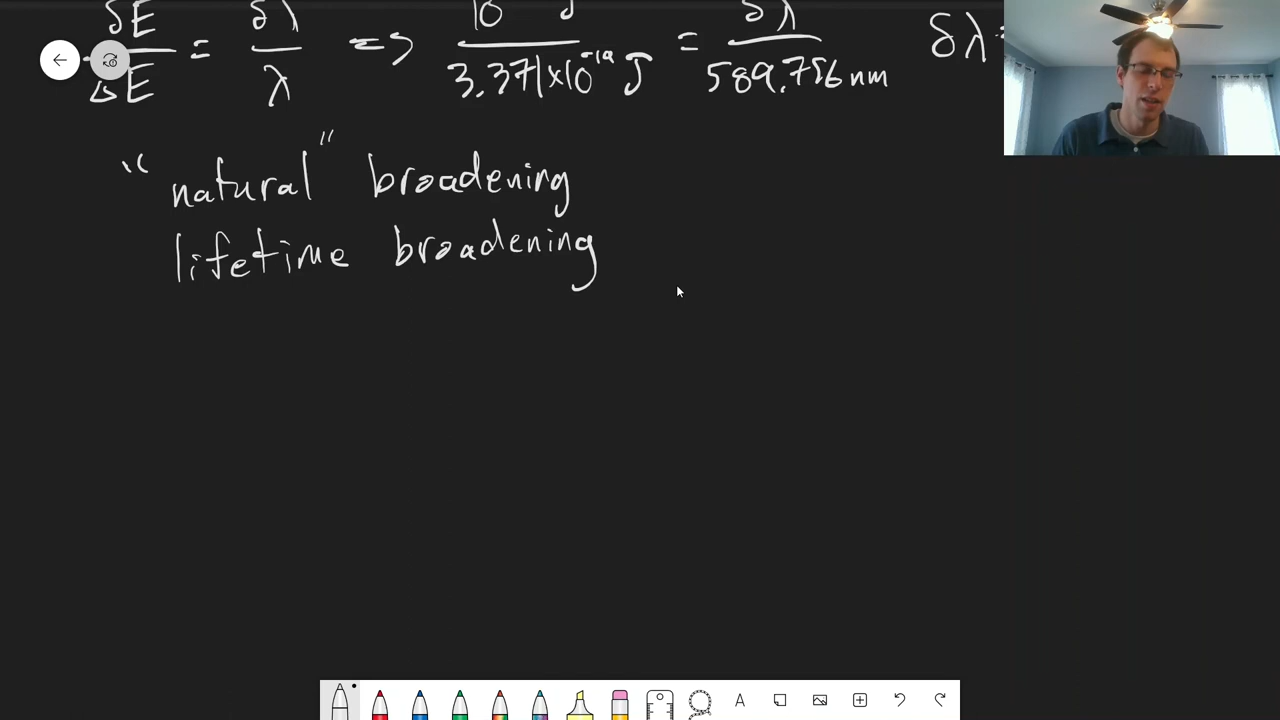 δE/ΔE = δλ/λ => 10 J/3.371×10⁻¹⁹ J = δλ/589.756 nm δλ=
"natural" broadening
lifetime broadening
A